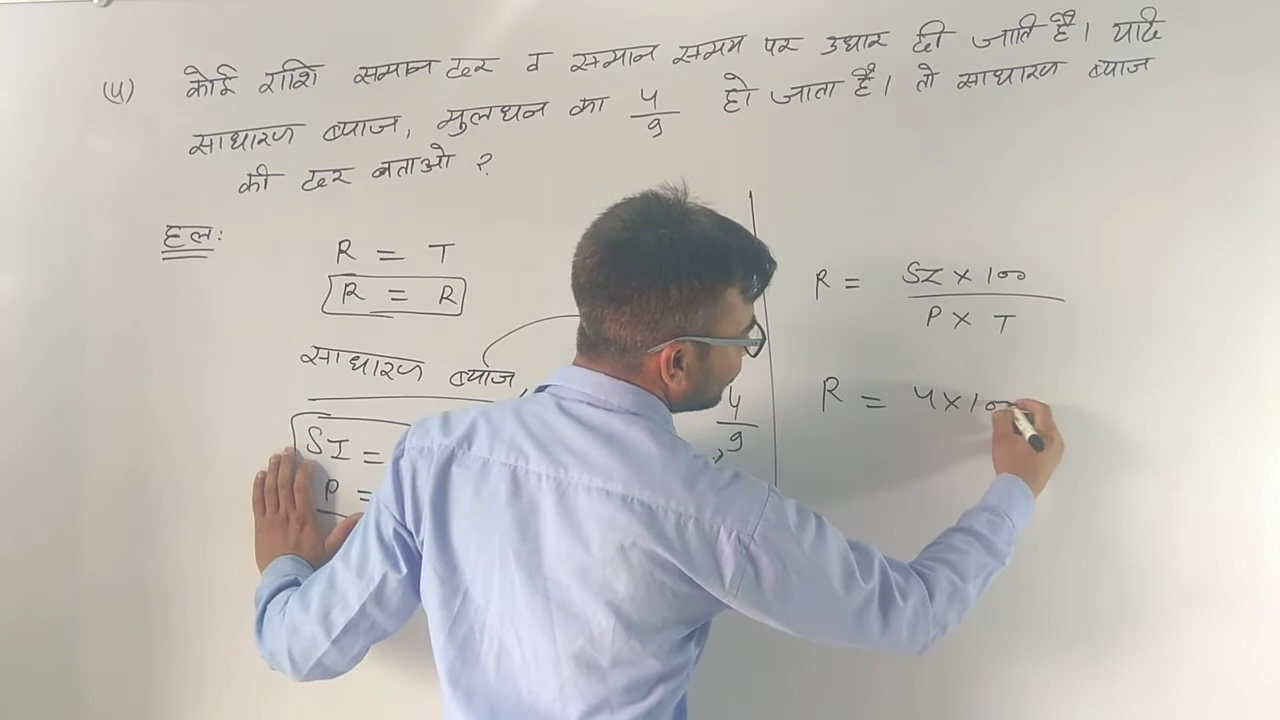 (4) कोई राशि समान दर व समान समय पर उधार दी जाति है। यदि
साधारण ब्याज, मुलधन का 4/9 हो जाता है। तो साधारण ब्याज
की दर बताओ ?
हल:
R = T
R = R
साधारण ब्याज,
SI =
P =
4/9
R = SI × 100 / P × T
R = 4×100